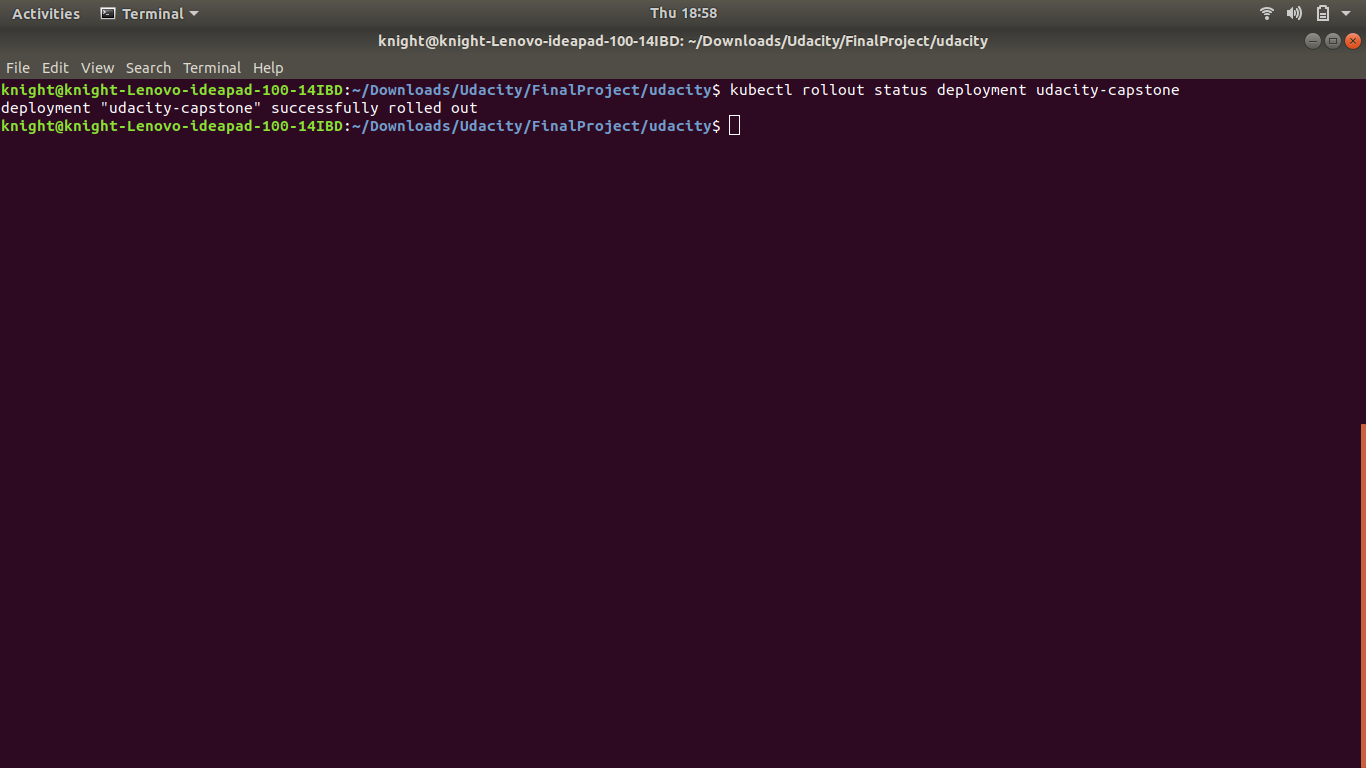 Activities Terminal Thu 18:58
knight@knight-Lenovo-ideapad-100-14IBD: ~/Downloads/Udacity/FinalProject/udacity
File Edit View Search Terminal Help
knight@knight-Lenovo-ideapad-100-14IBD:~/Downloads/Udacity/FinalProject/udacity$ kubectl rollout status deployment udacity-capstone
deployment "udacity-capstone" successfully rolled out
knight@knight-Lenovo-ideapad-100-14IBD:~/Downloads/Udacity/FinalProject/udacity$